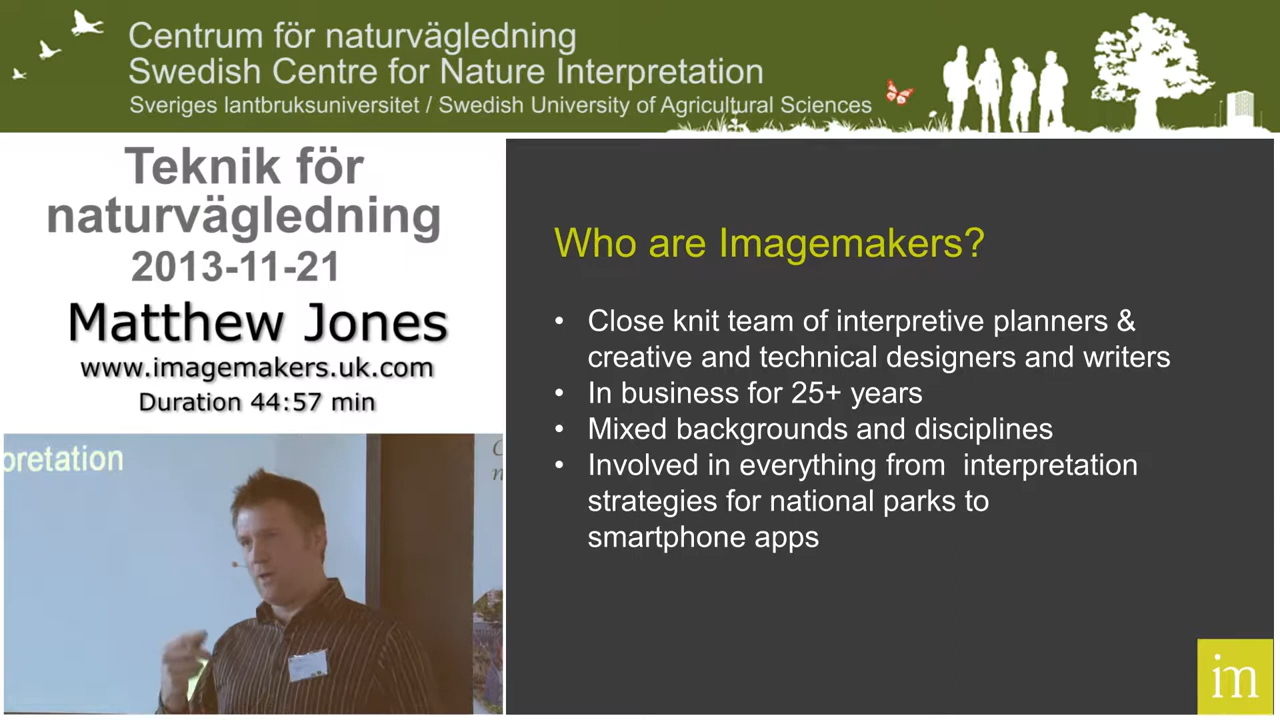 Centrum för naturvägledning
Swedish Centre for Nature Interpretation
Sveriges lantbruksuniversitet / Swedish University of Agricultural Sciences
Teknik för
naturvägledning
2013-11-21
Matthew Jones
www.imagemakers.uk.com
Duration 44:57 min
pretation
Who are Imagemakers?
• Close knit team of interpretive planners &
creative and technical designers and writers
• In business for 25+ years
• Mixed backgrounds and disciplines
• Involved in everything from interpretation
strategies for national parks to
smartphone apps
im